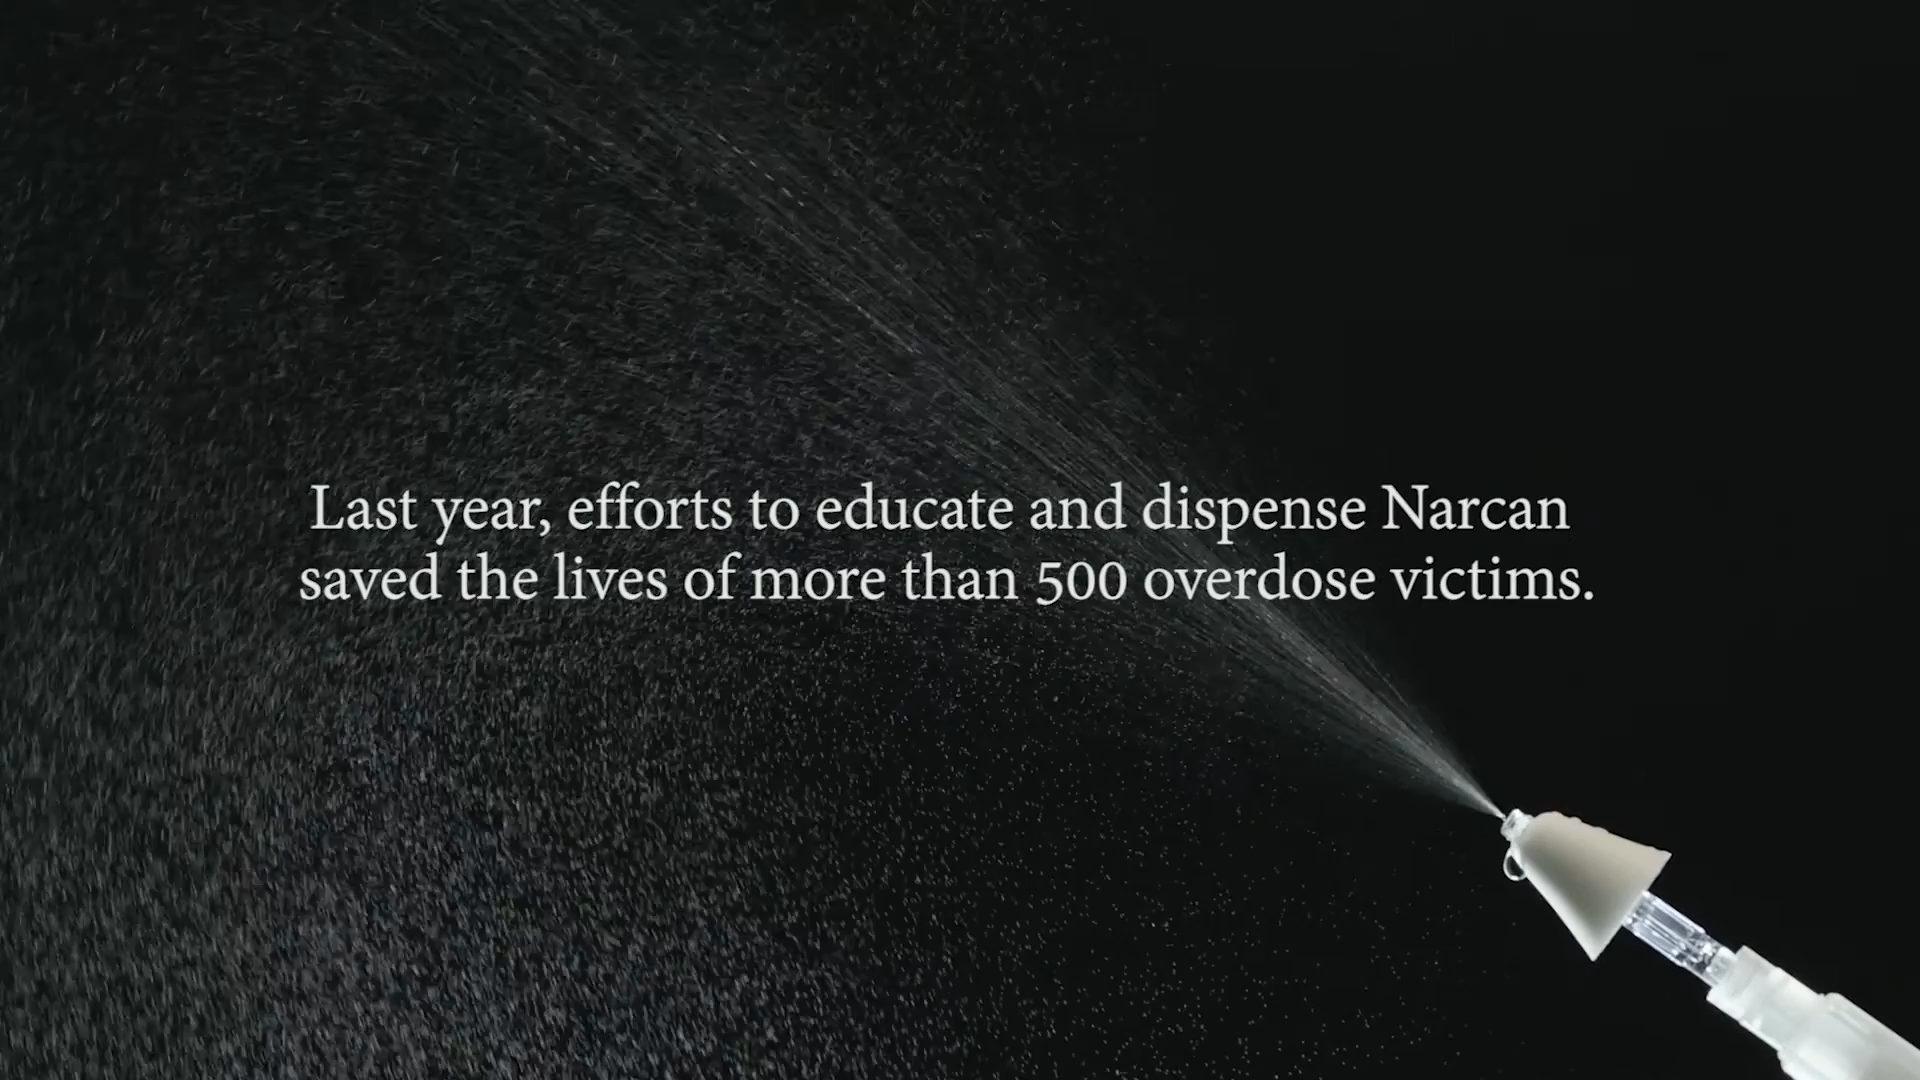 Last year, efforts to educate and dispense Narcan
saved the lives of more than 500 overdose victims.